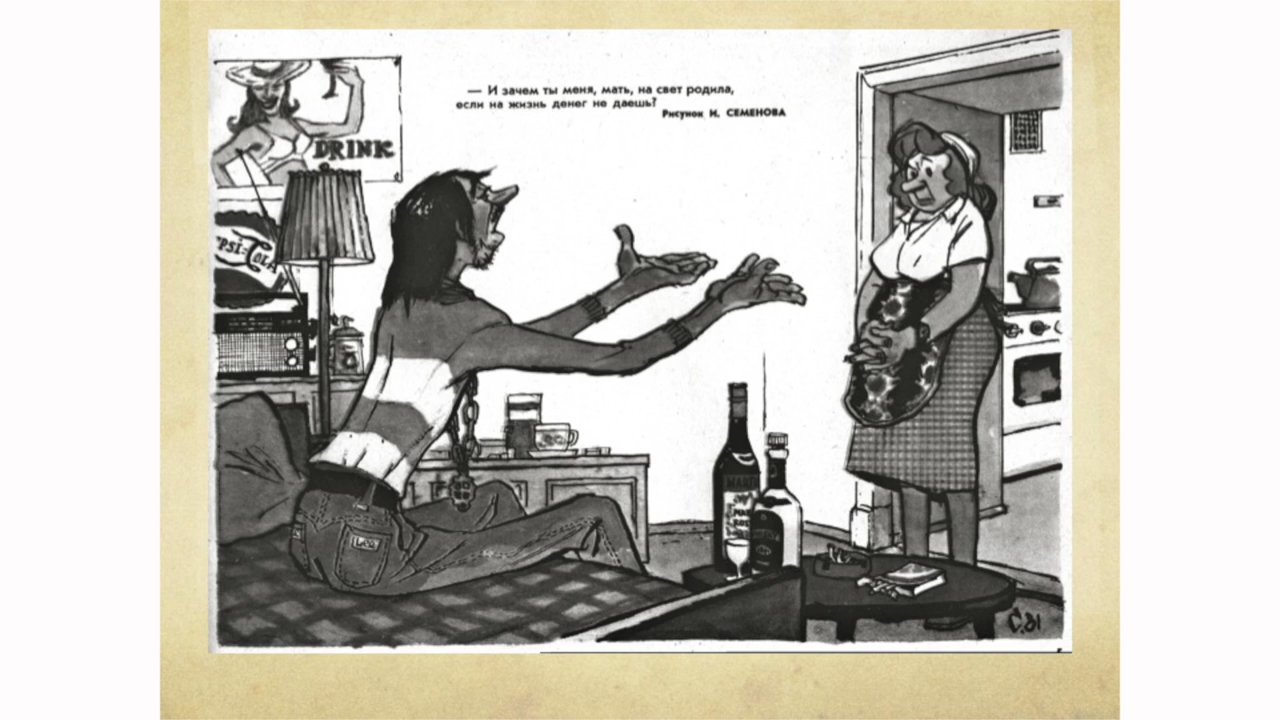 — И зачем ты меня, мать, на свет родила,
если на жизнь денег не даешь?
Рисунок И. СЕМЕНОВА
DRINK
PSI-COLA
Lee
С.81